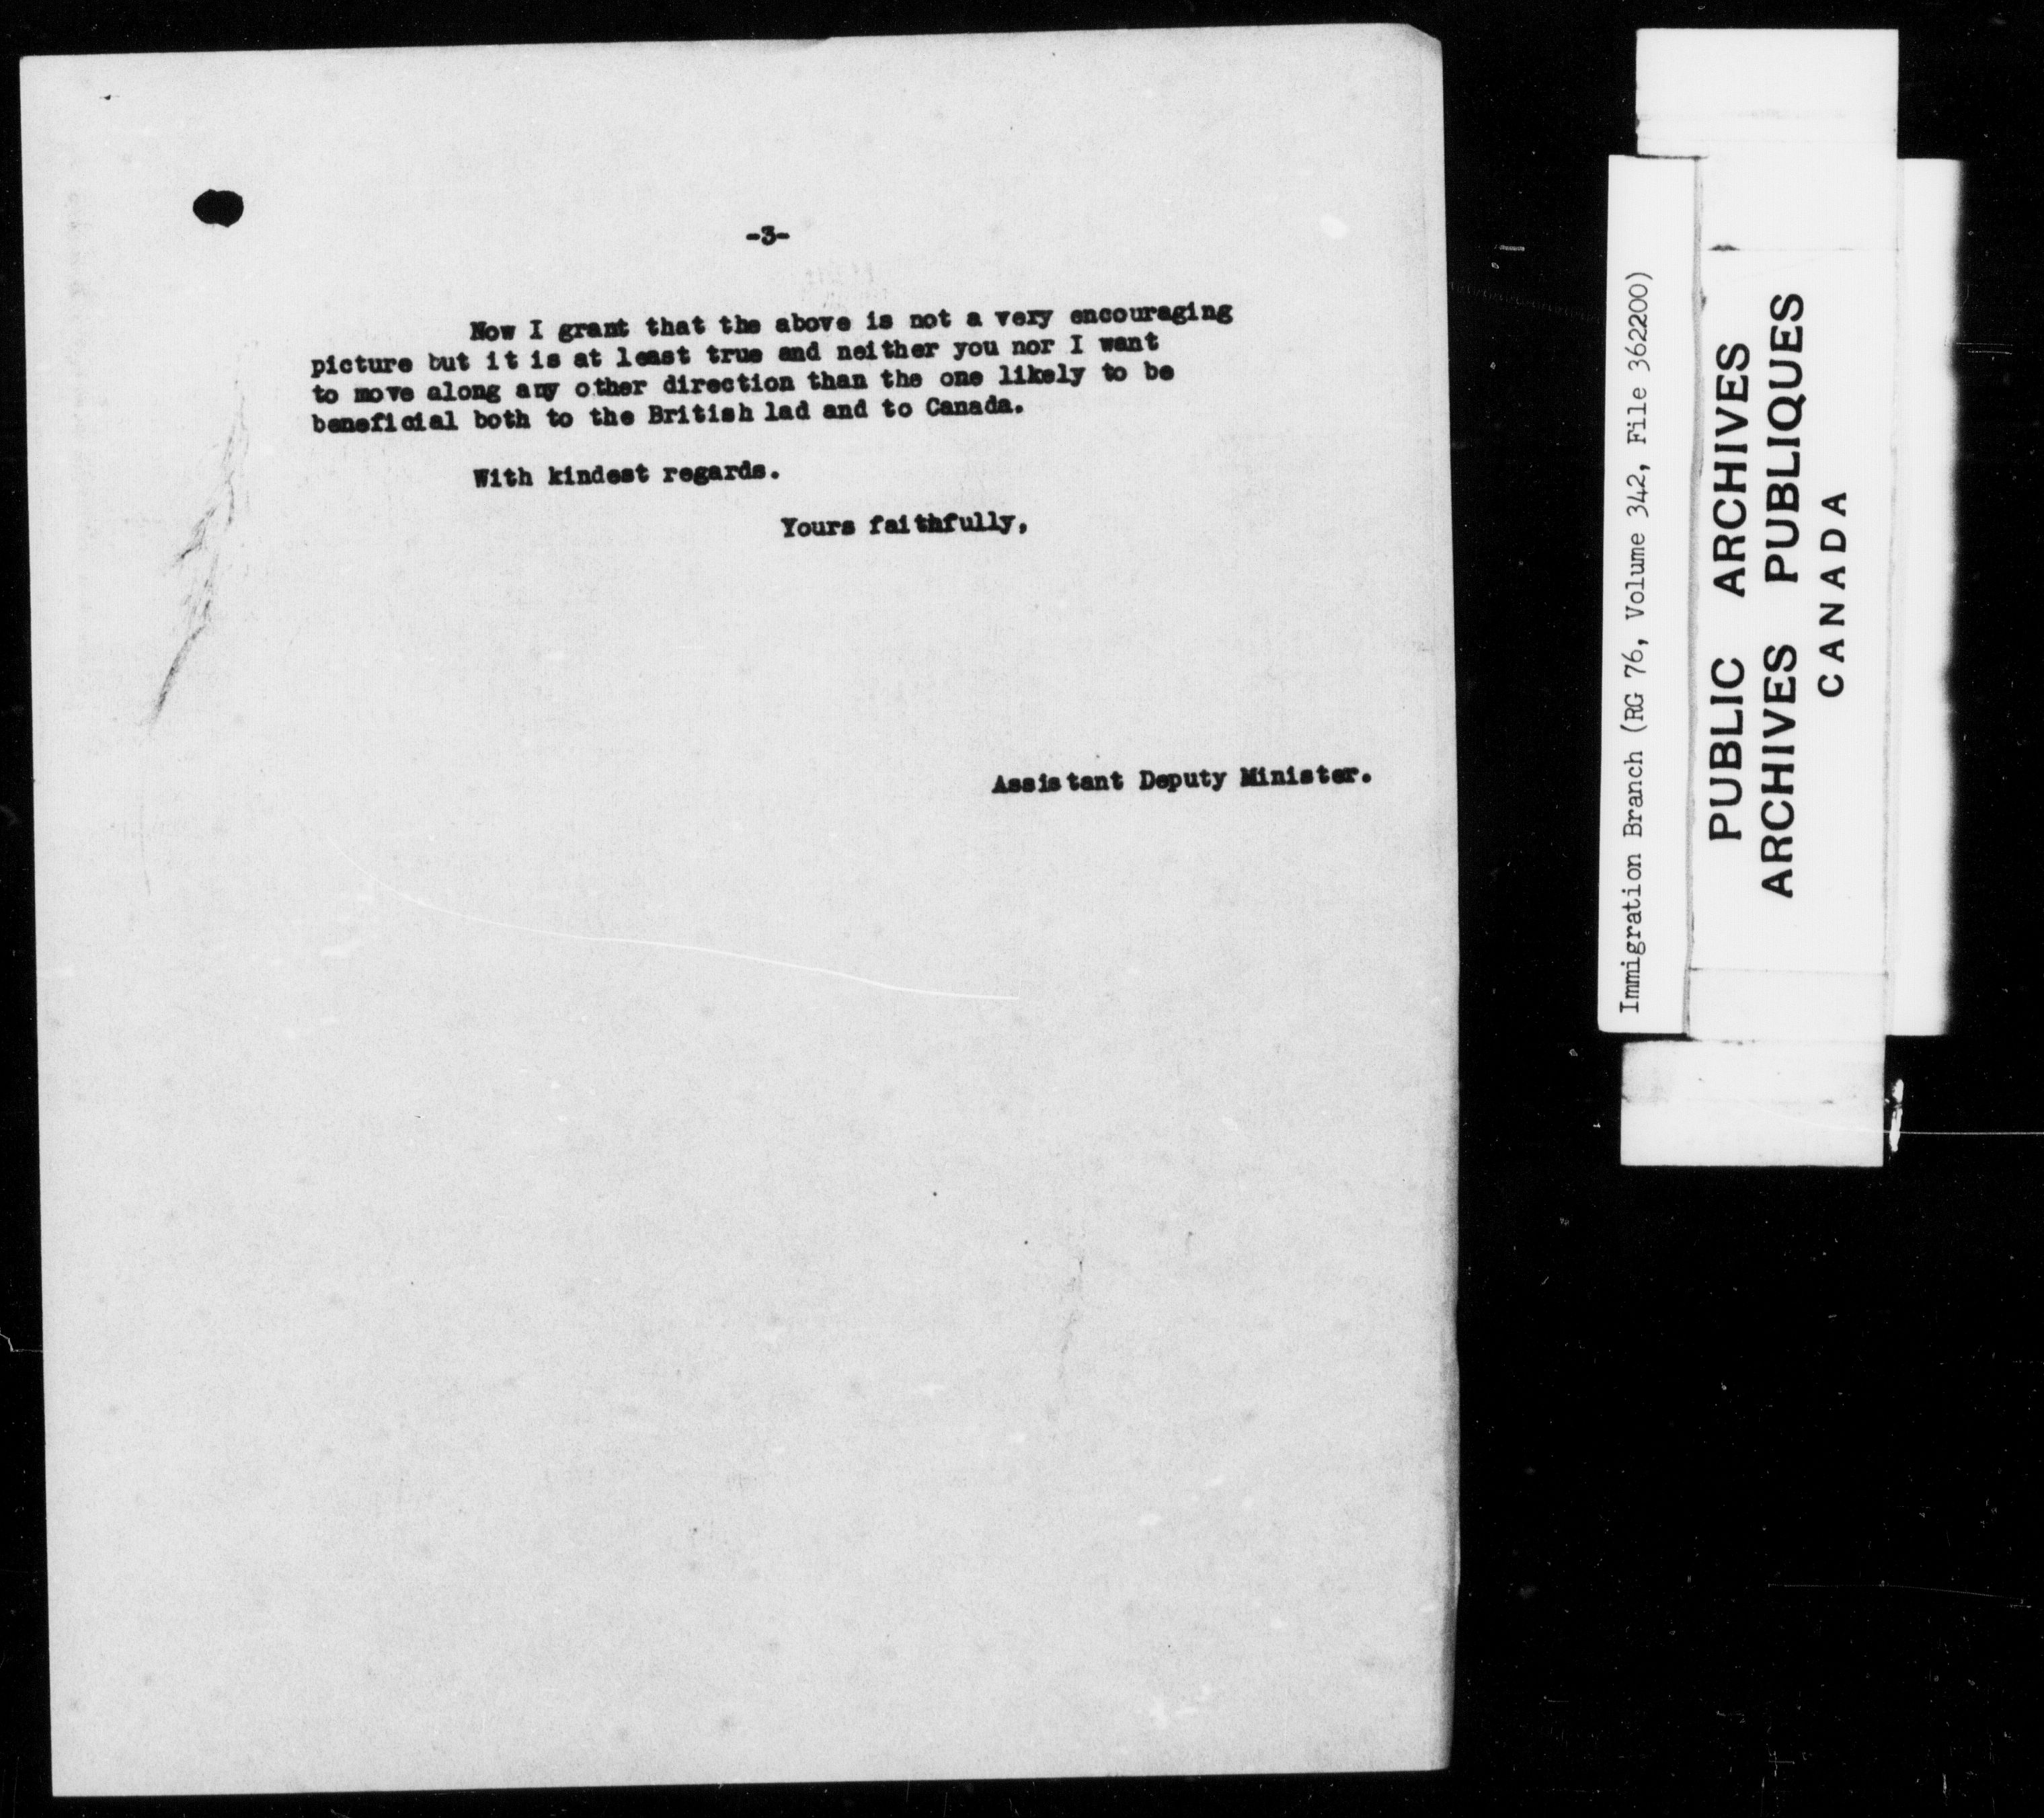 -3-
Now I grant that the above is not a very encouraging
picture but it is at least true and neither you nor I want
to move along any other direction than the one likely to be
beneficial both to the British lad and to Canada.
With kindest regards.
Yours faithfully,
Assistant Deputy Minister.
Immigration Branch (RG 76, Volume 342, File 362200)
PUBLIC ARCHIVES
ARCHIVES PUBLIQUES
CANADA